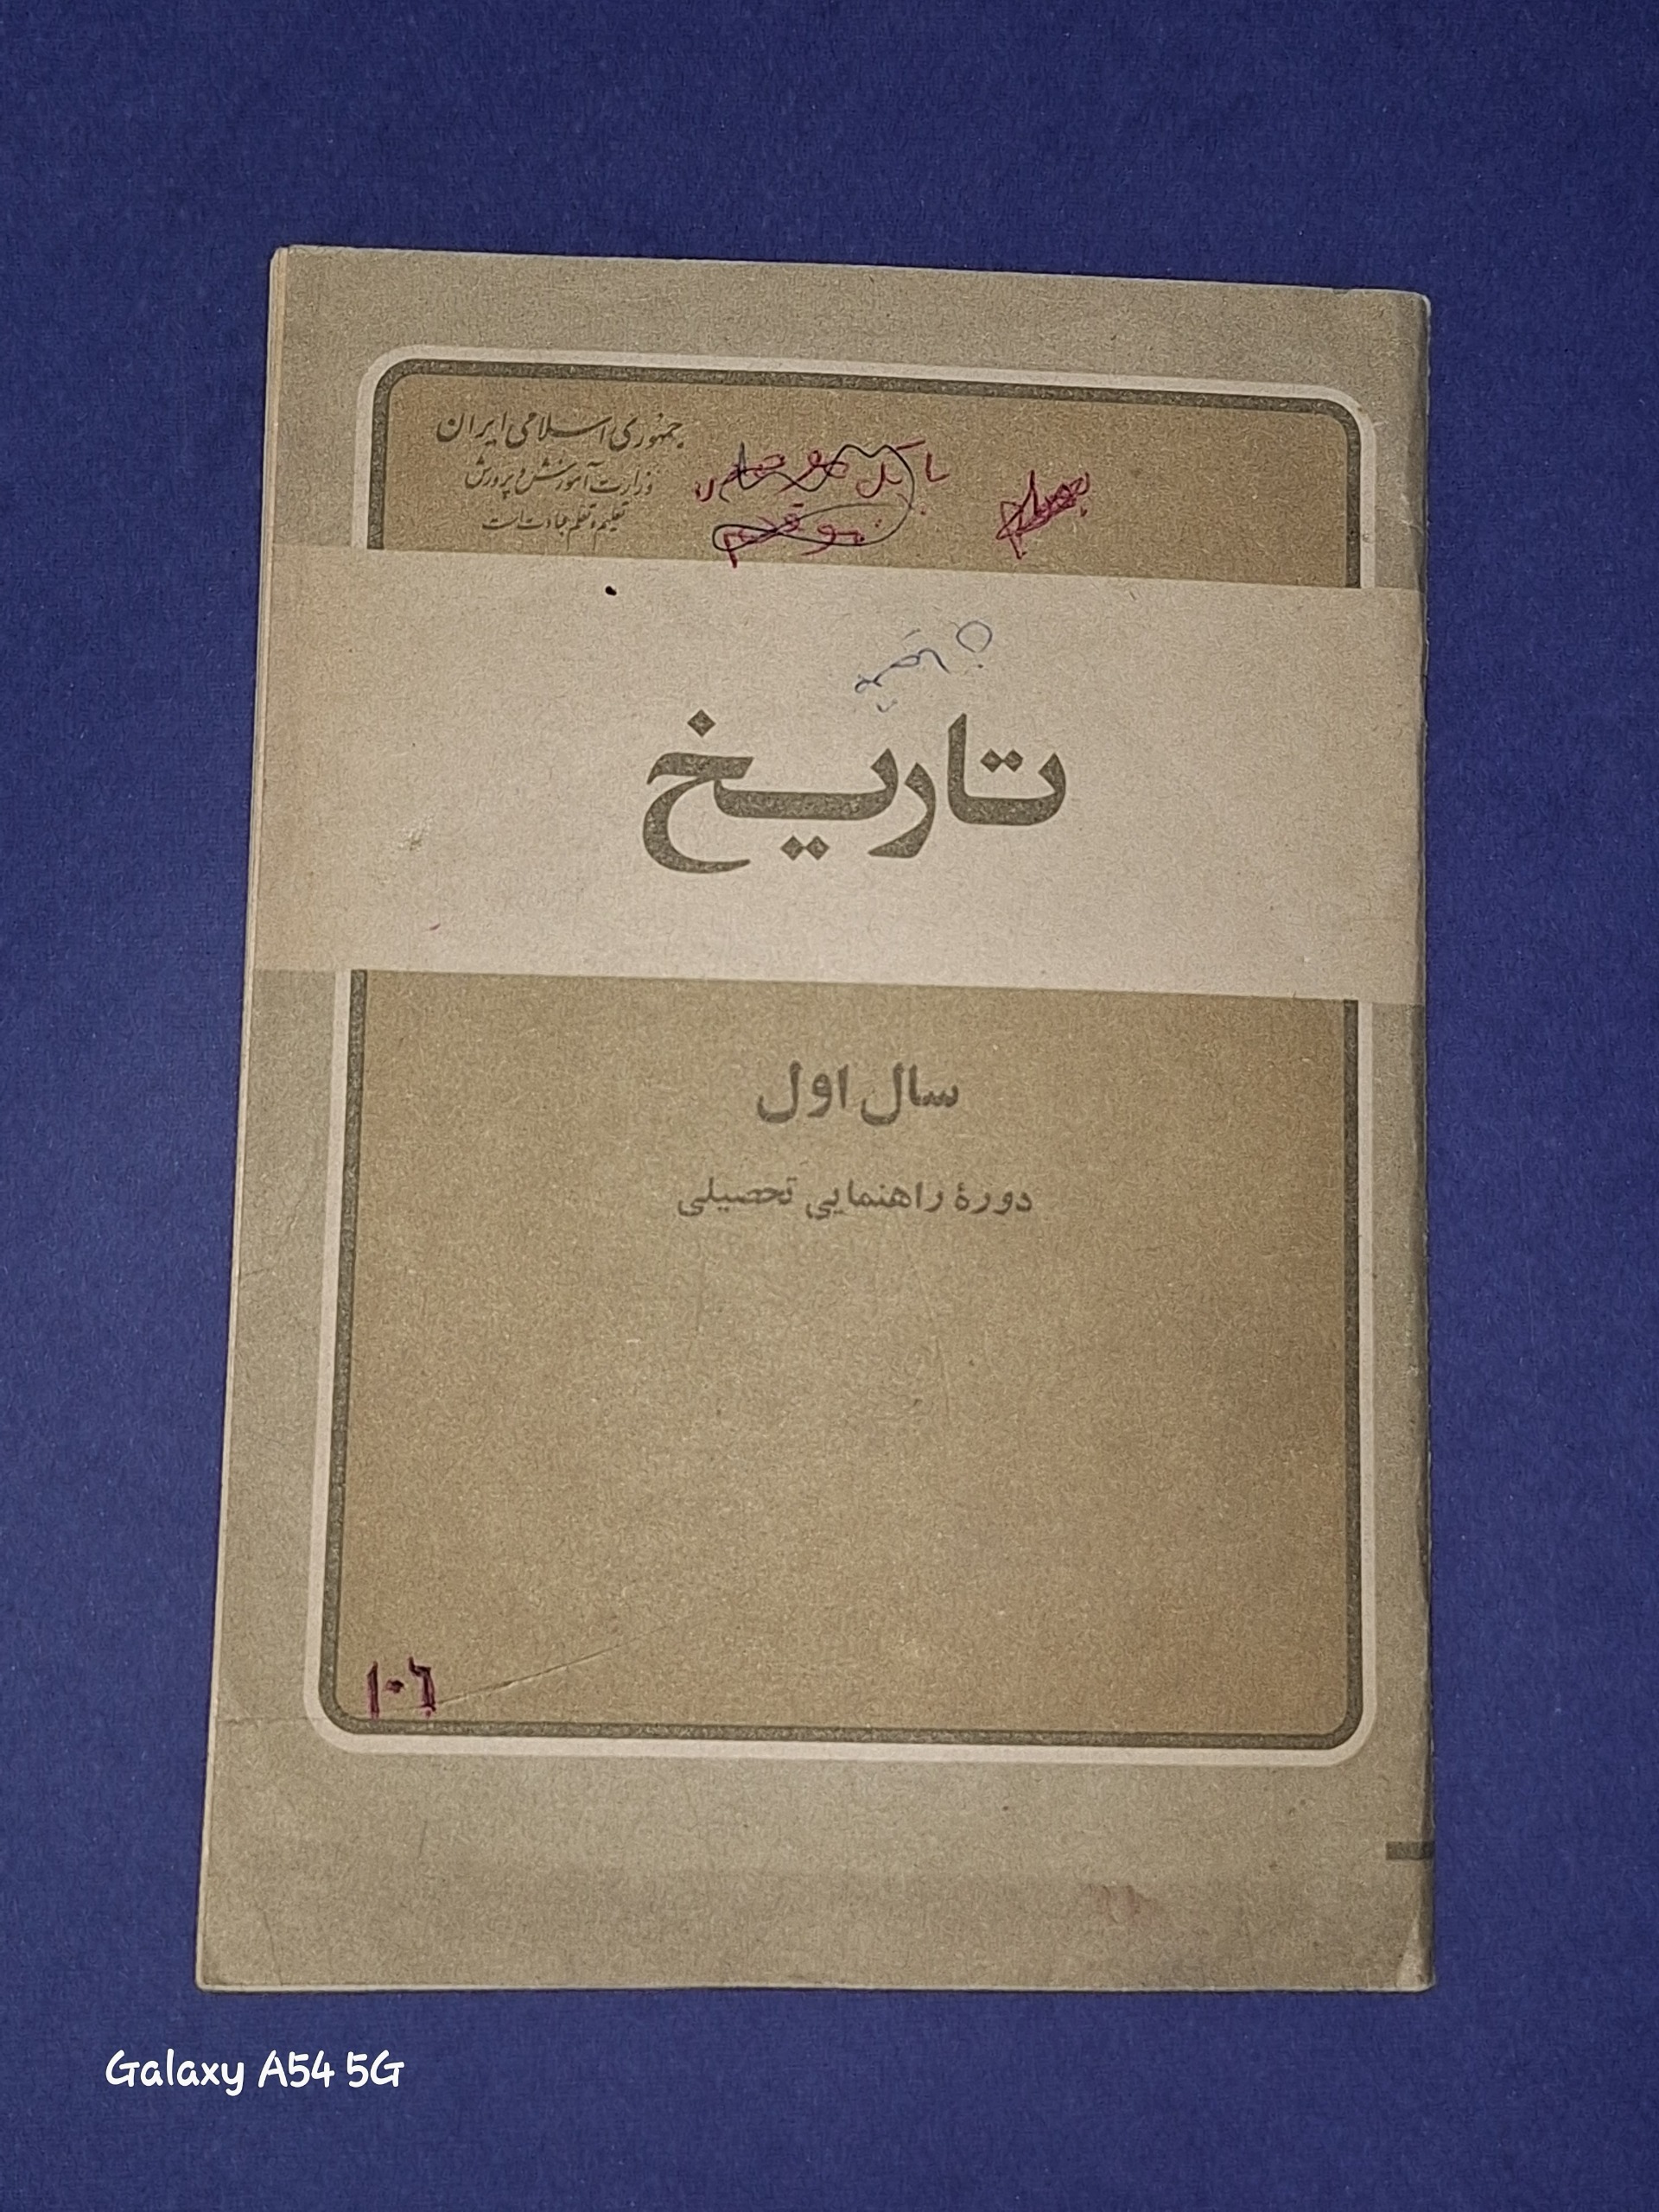 جمهوری اسلامی ایران
وزارت آموزش و پرورش
تعلیم و تعلم عبادت است
تاریخ
سال اول
دورهٔ راهنمایی تحصیلی
۱۰۶
Galaxy A54 5G